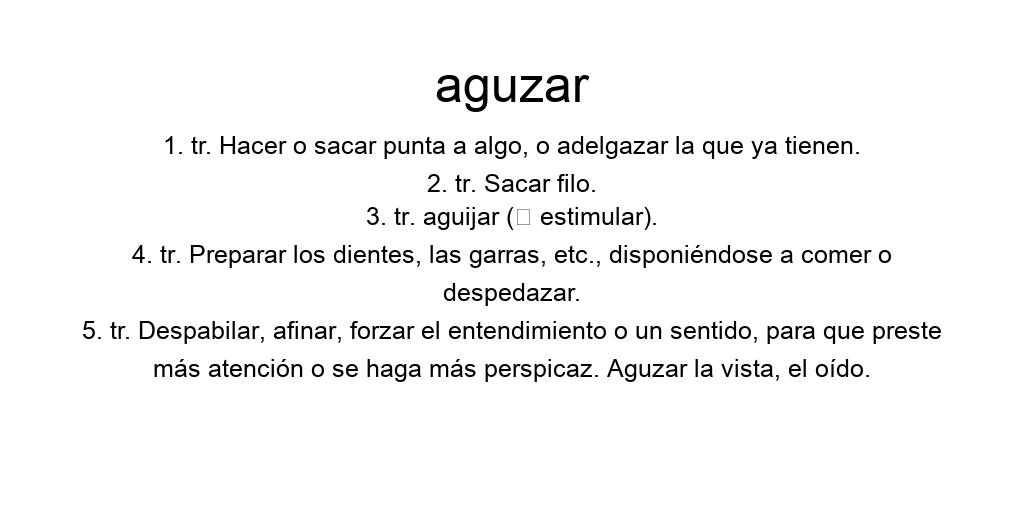 aguzar
1. tr. Hacer o sacar punta a algo, o adelgazar la que ya tienen.
2. tr. Sacar filo.
3. tr. aguijar (□ estimular).
4. tr. Preparar los dientes, las garras, etc., disponiéndose a comer o
despedazar.
5. tr. Despabilar, afinar, forzar el entendimiento o un sentido, para que preste
más atención o se haga más perspicaz. Aguzar la vista, el oído.